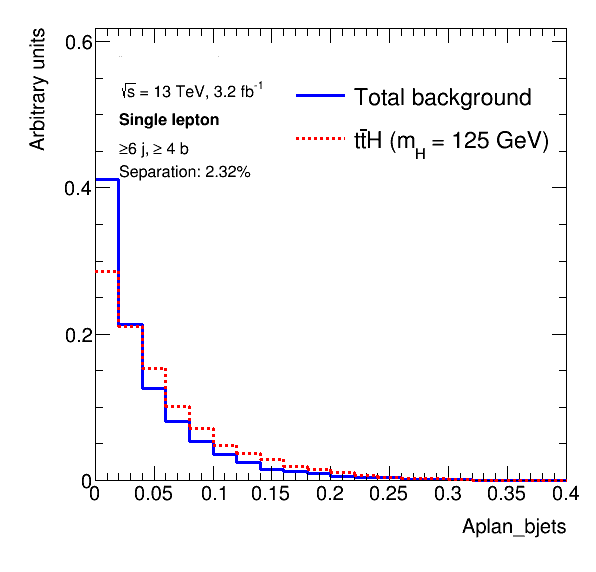 Arbitrary units
0.6
0.4
0.2
0
√s = 13 TeV, 3.2 fb⁻¹
Single lepton
≥6 j, ≥ 4 b
Separation: 2.32%
Total background
tt̄H (m_H = 125 GeV)
0 0.05 0.1 0.15 0.2 0.25 0.3 0.35 0.4
Aplan_bjets